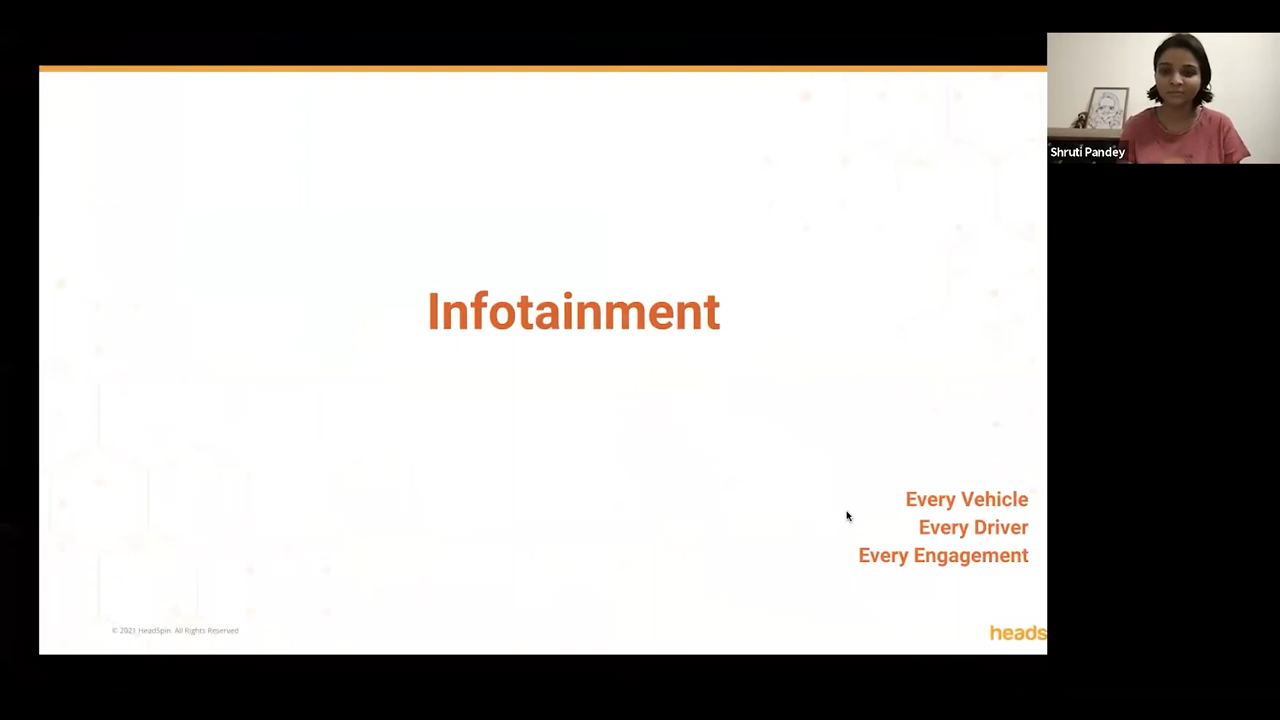 Infotainment
Every Vehicle
Every Driver
Every Engagement
© 2021 HeadSpin. All Rights Reserved
heads
Shruti Pandey